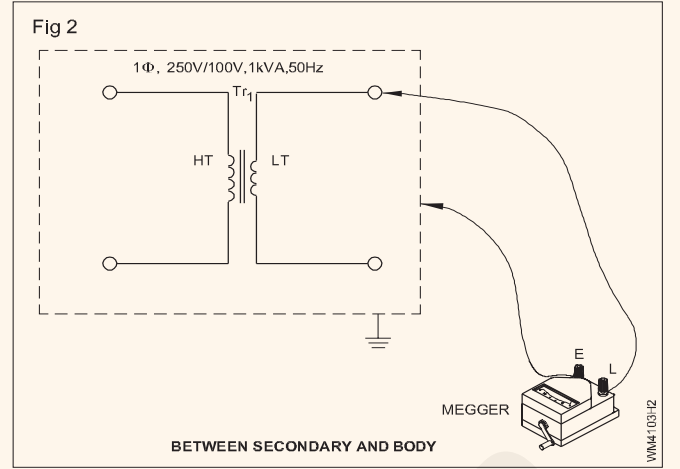 Fig 2
1Φ, 250V/100V,1kVA,50Hz
Tr1
HT
LT
E
L
MEGGER
BETWEEN SECONDARY AND BODY
WM4103H2